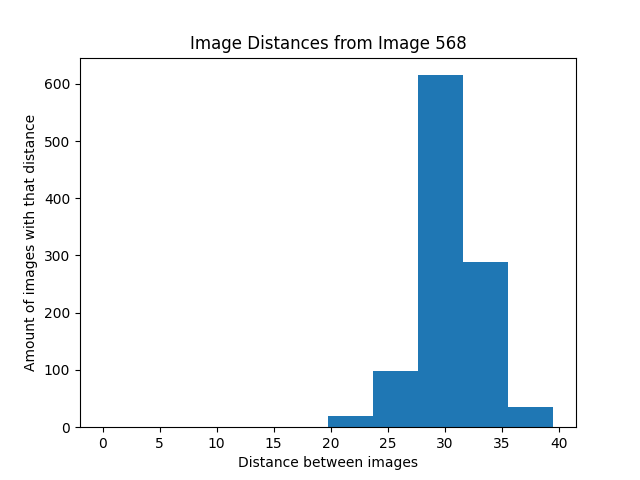 Image Distances from Image 568
Amount of images with that distance
600
500
400
300
200
100
0
0 5 10 15 20 25 30 35 40
Distance between images